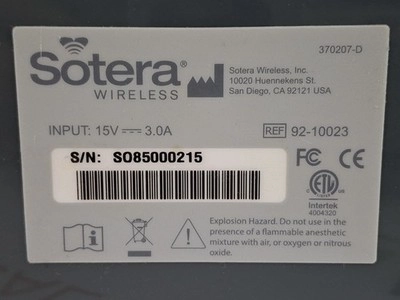 370207-D
Sotera®
WIRELESS
Sotera Wireless, Inc.
10020 Huennekens St.
San Diego, CA 92121 USA
INPUT: 15V⎓3.0A
REF 92-10023
S/N: SO85000215
FC CE
ETL
Intertek
4004320
Explosion Hazard. Do not use in the
presence of a flammable anesthetic
mixture with air, or oxygen or nitrous
oxide.